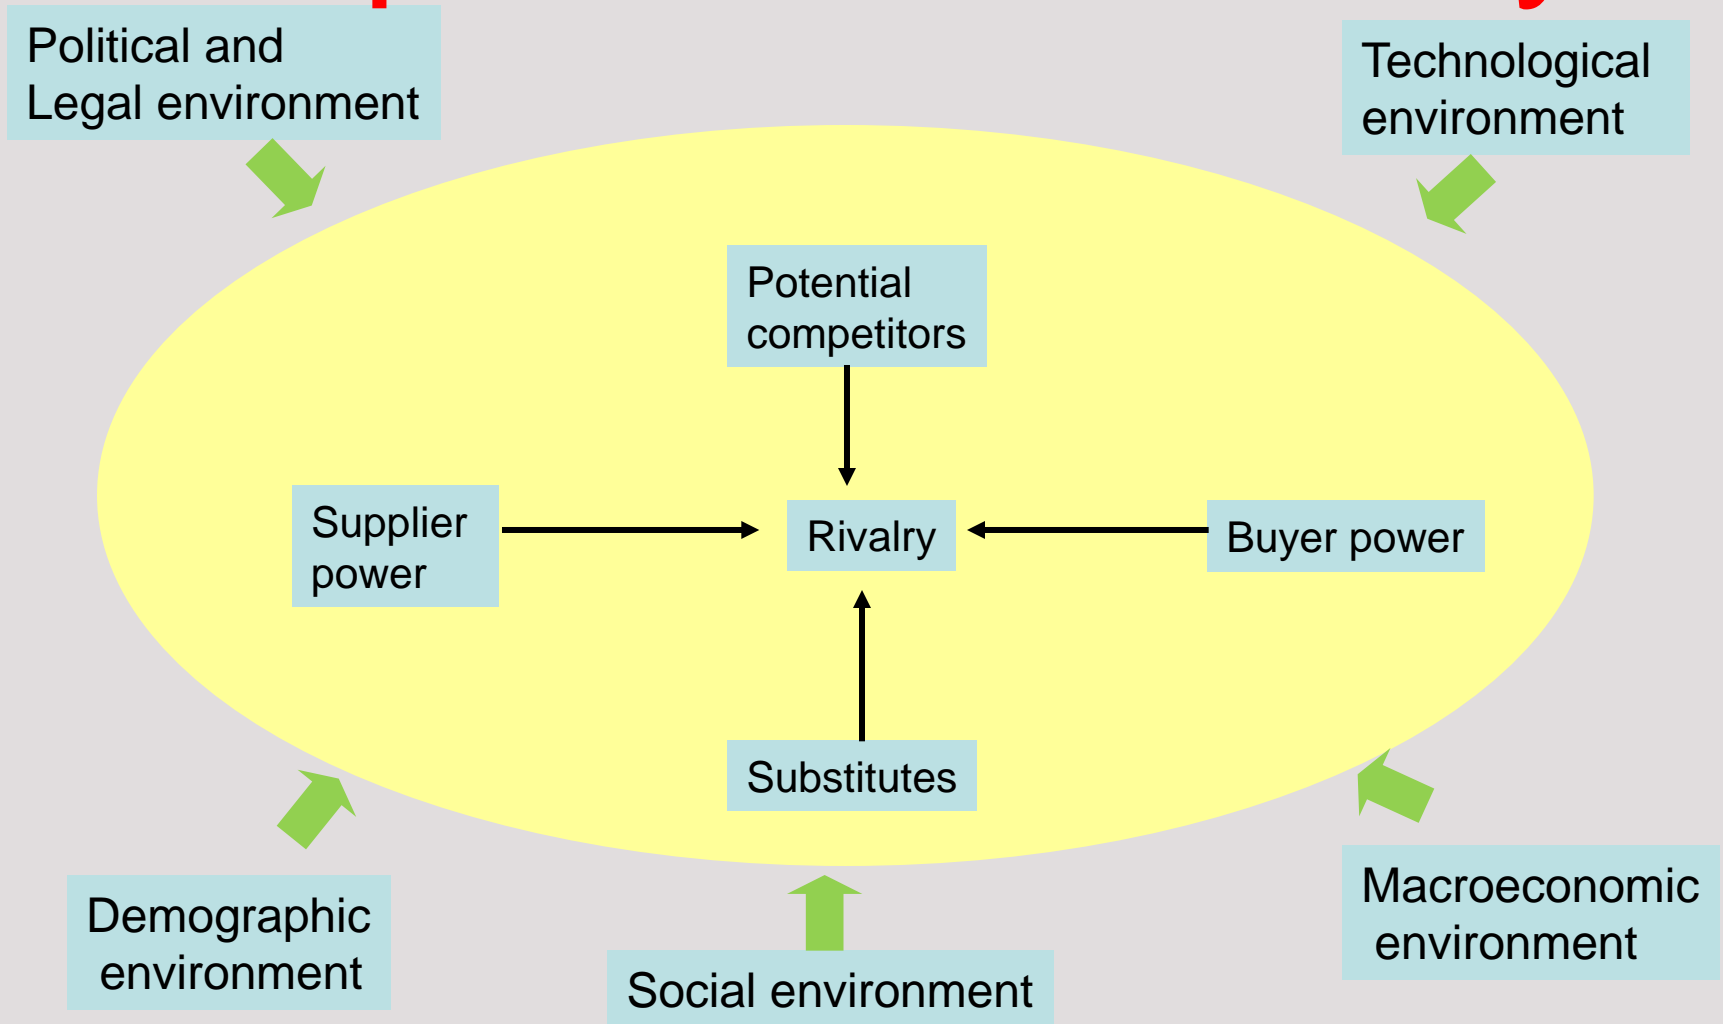 Political and
Legal environment
Technological
environment
Potential
competitors
Supplier
power
Rivalry
Buyer power
Substitutes
Demographic
environment
Social environment
Macroeconomic
environment